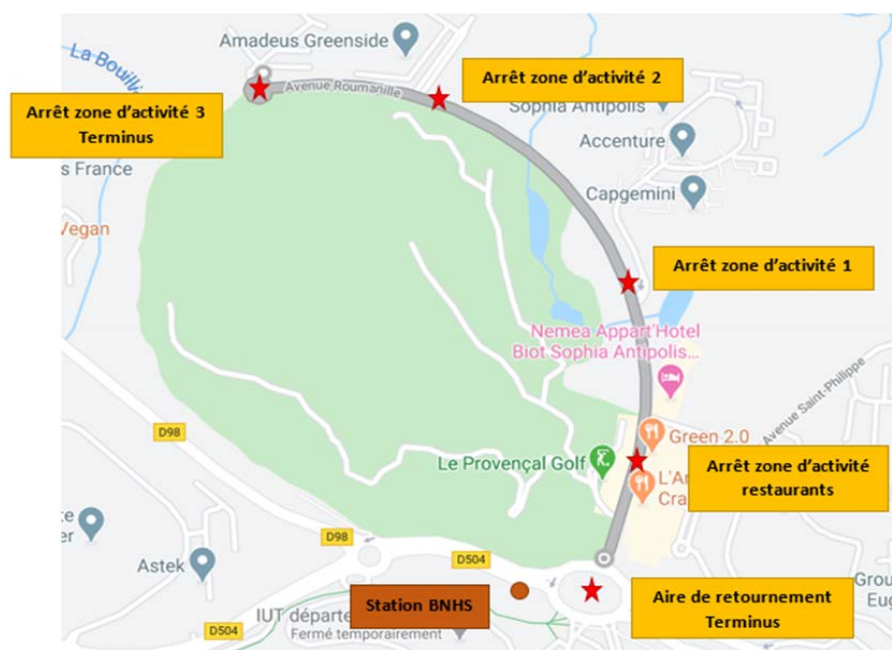 Amadeus Greenside
La Bouill
Avenue Roumanille
Arrêt zone d'activité 2
Sophia Antipolis
Arrêt zone d'activité 3
Terminus
Accenture
s France
Capgemini
Vegan
Arrêt zone d'activité 1
Nemea Appart'Hotel
Biot Sophia Antipolis...
Avenue Saint-Philippe
D98
Green 2.0
Le Provençal Golf
L'A
Cra
Arrêt zone d'activité
restaurants
te
er
D98
D504
Astek
Grou
Eug
Station BNHS
Aire de retournement
Terminus
IUT départe
Fermé temporairement
D504